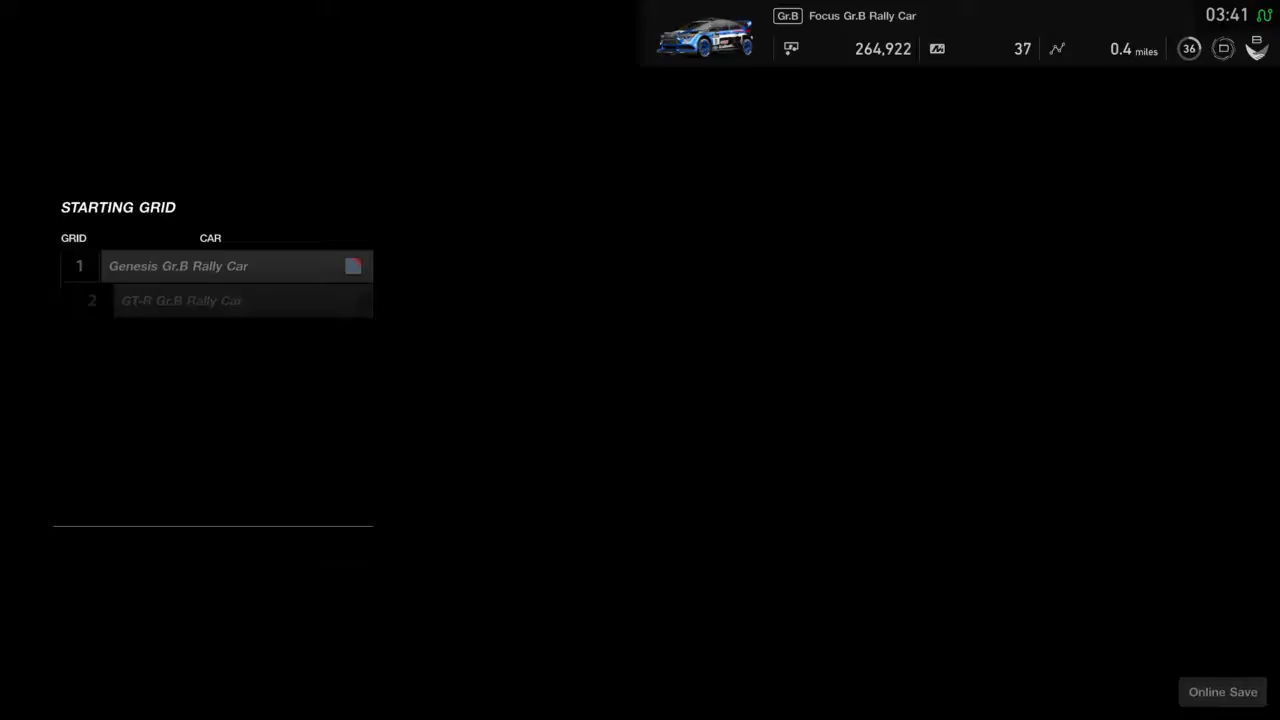 Gr.B Focus Gr.B Rally Car
03:41
264,922
37
0.4 miles
36
D
B
STARTING GRID
GRID CAR
1 Genesis Gr.B Rally Car
2 GT-R Gr.B Rally Car
Online Save